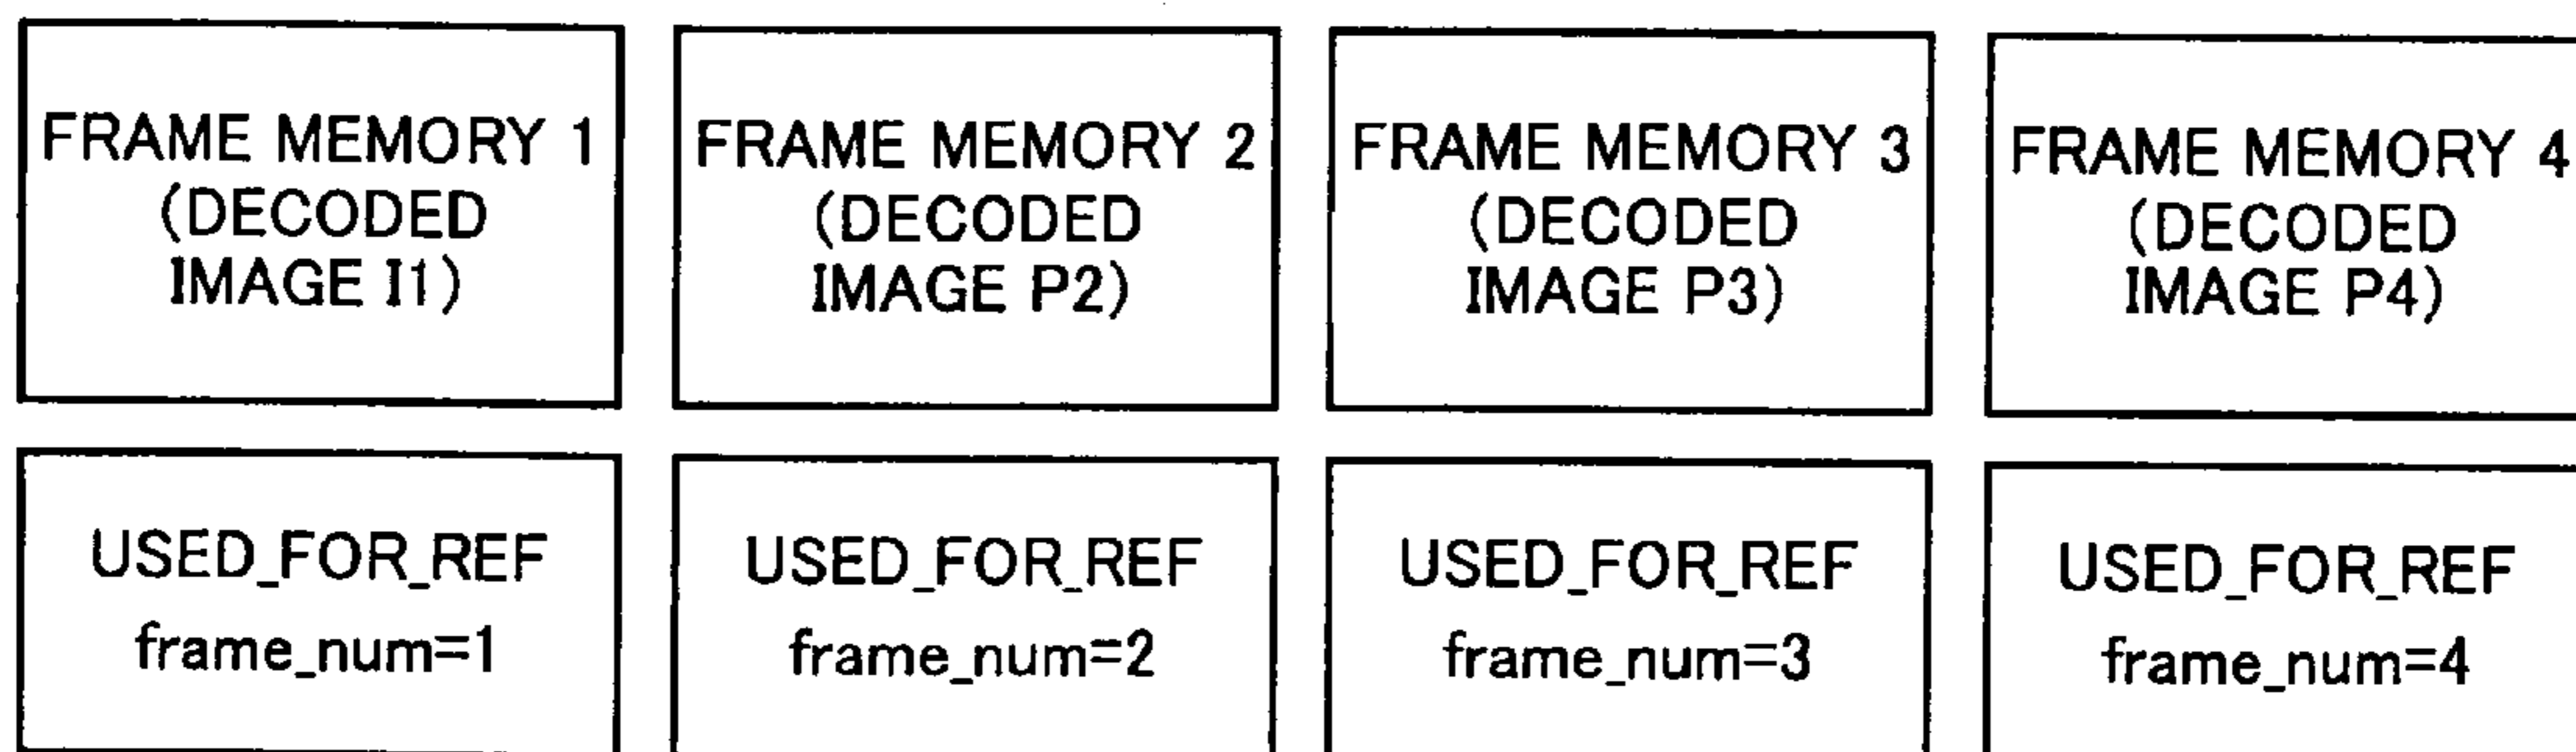 FRAME MEMORY 1
(DECODED
IMAGE I1)
FRAME MEMORY 2
(DECODED
IMAGE P2)
FRAME MEMORY 3
(DECODED
IMAGE P3)
FRAME MEMORY 4
(DECODED
IMAGE P4)
USED_FOR_REF
frame_num=1
USED_FOR_REF
frame_num=2
USED_FOR_REF
frame_num=3
USED_FOR_REF
frame_num=4